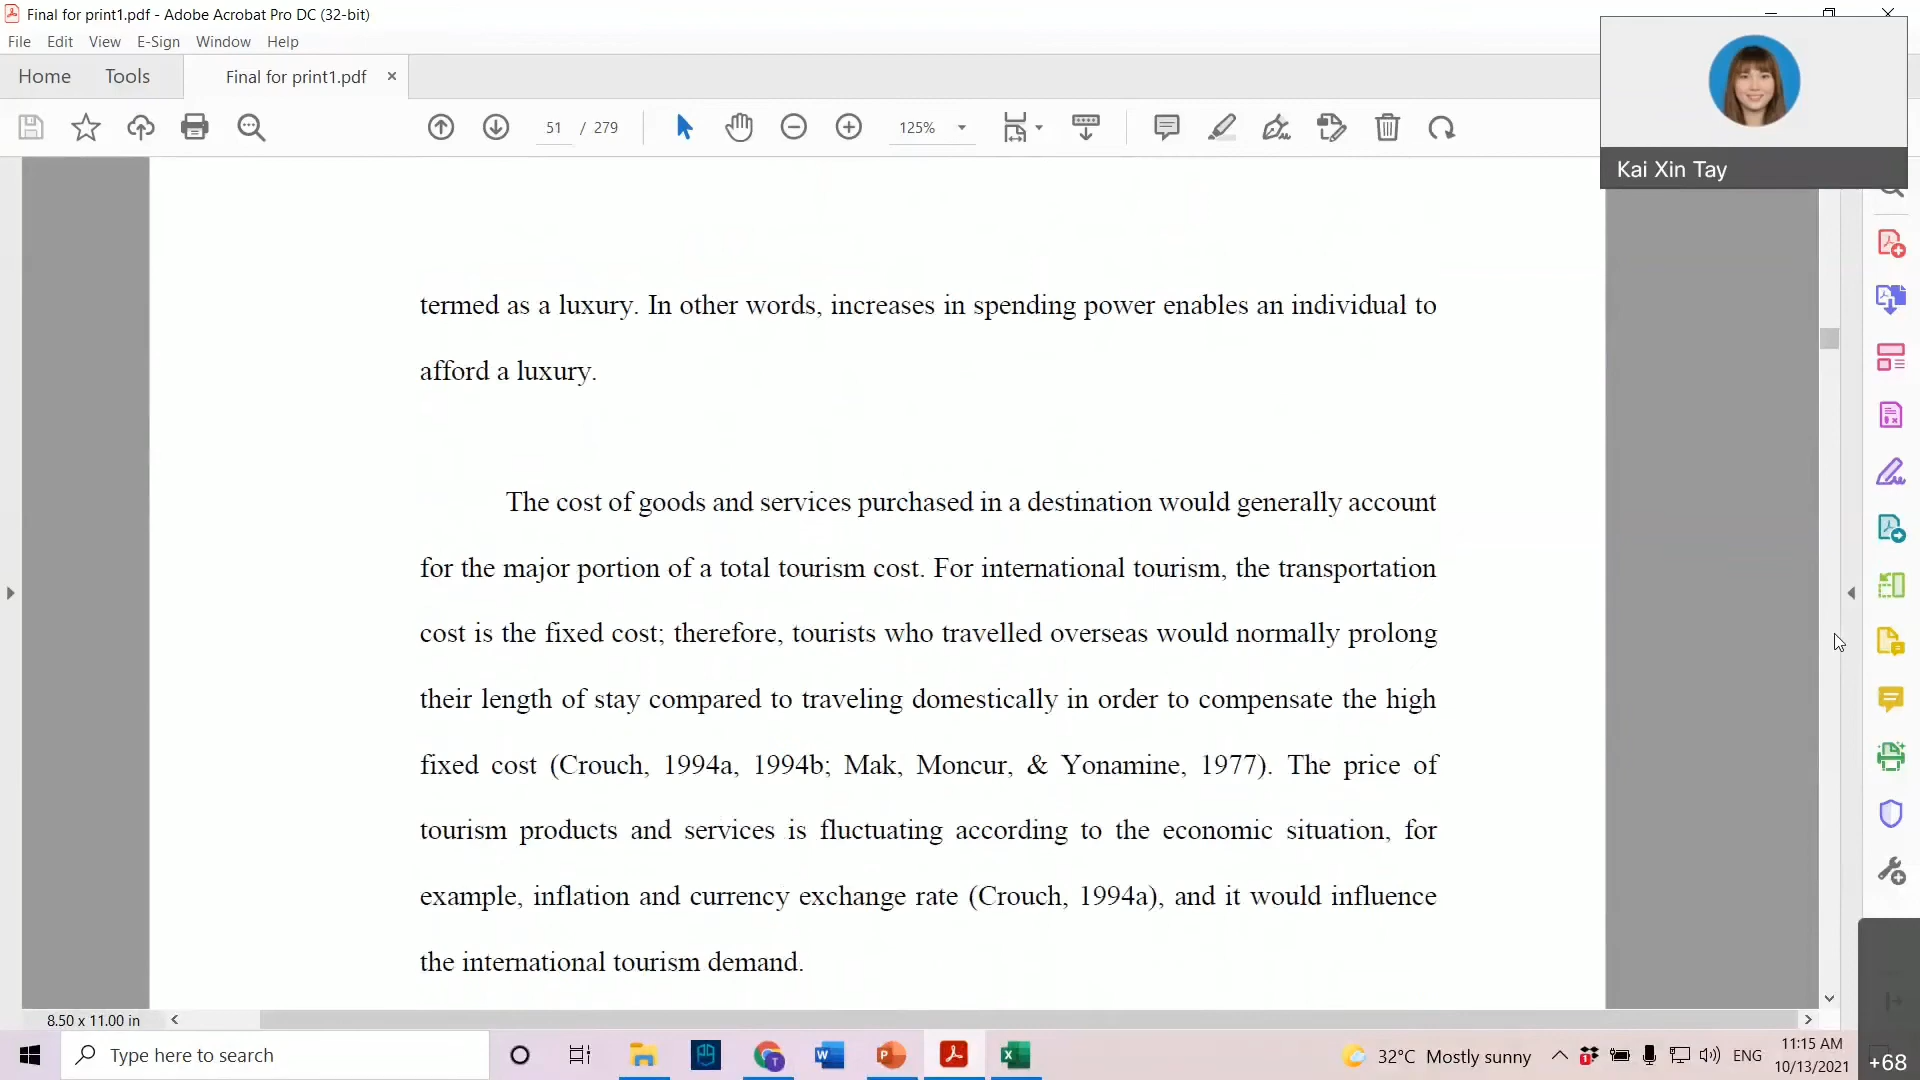 Final for print1.pdf - Adobe Acrobat Pro DC (32-bit)
File Edit View E-Sign Window Help
Home Tools Final for print1.pdf ×
51 / 279 125%
Kai Xin Tay
termed as a luxury. In other words, increases in spending power enables an individual to
afford a luxury.
The cost of goods and services purchased in a destination would generally account
for the major portion of a total tourism cost. For international tourism, the transportation
cost is the fixed cost; therefore, tourists who travelled overseas would normally prolong
their length of stay compared to traveling domestically in order to compensate the high
fixed cost (Crouch, 1994a, 1994b; Mak, Moncur, & Yonamine, 1977). The price of
tourism products and services is fluctuating according to the economic situation, for
example, inflation and currency exchange rate (Crouch, 1994a), and it would influence
the international tourism demand.
8.50 x 11.00 in
Type here to search
32°C Mostly sunny
ENG
11:15 AM
10/13/2021
+68